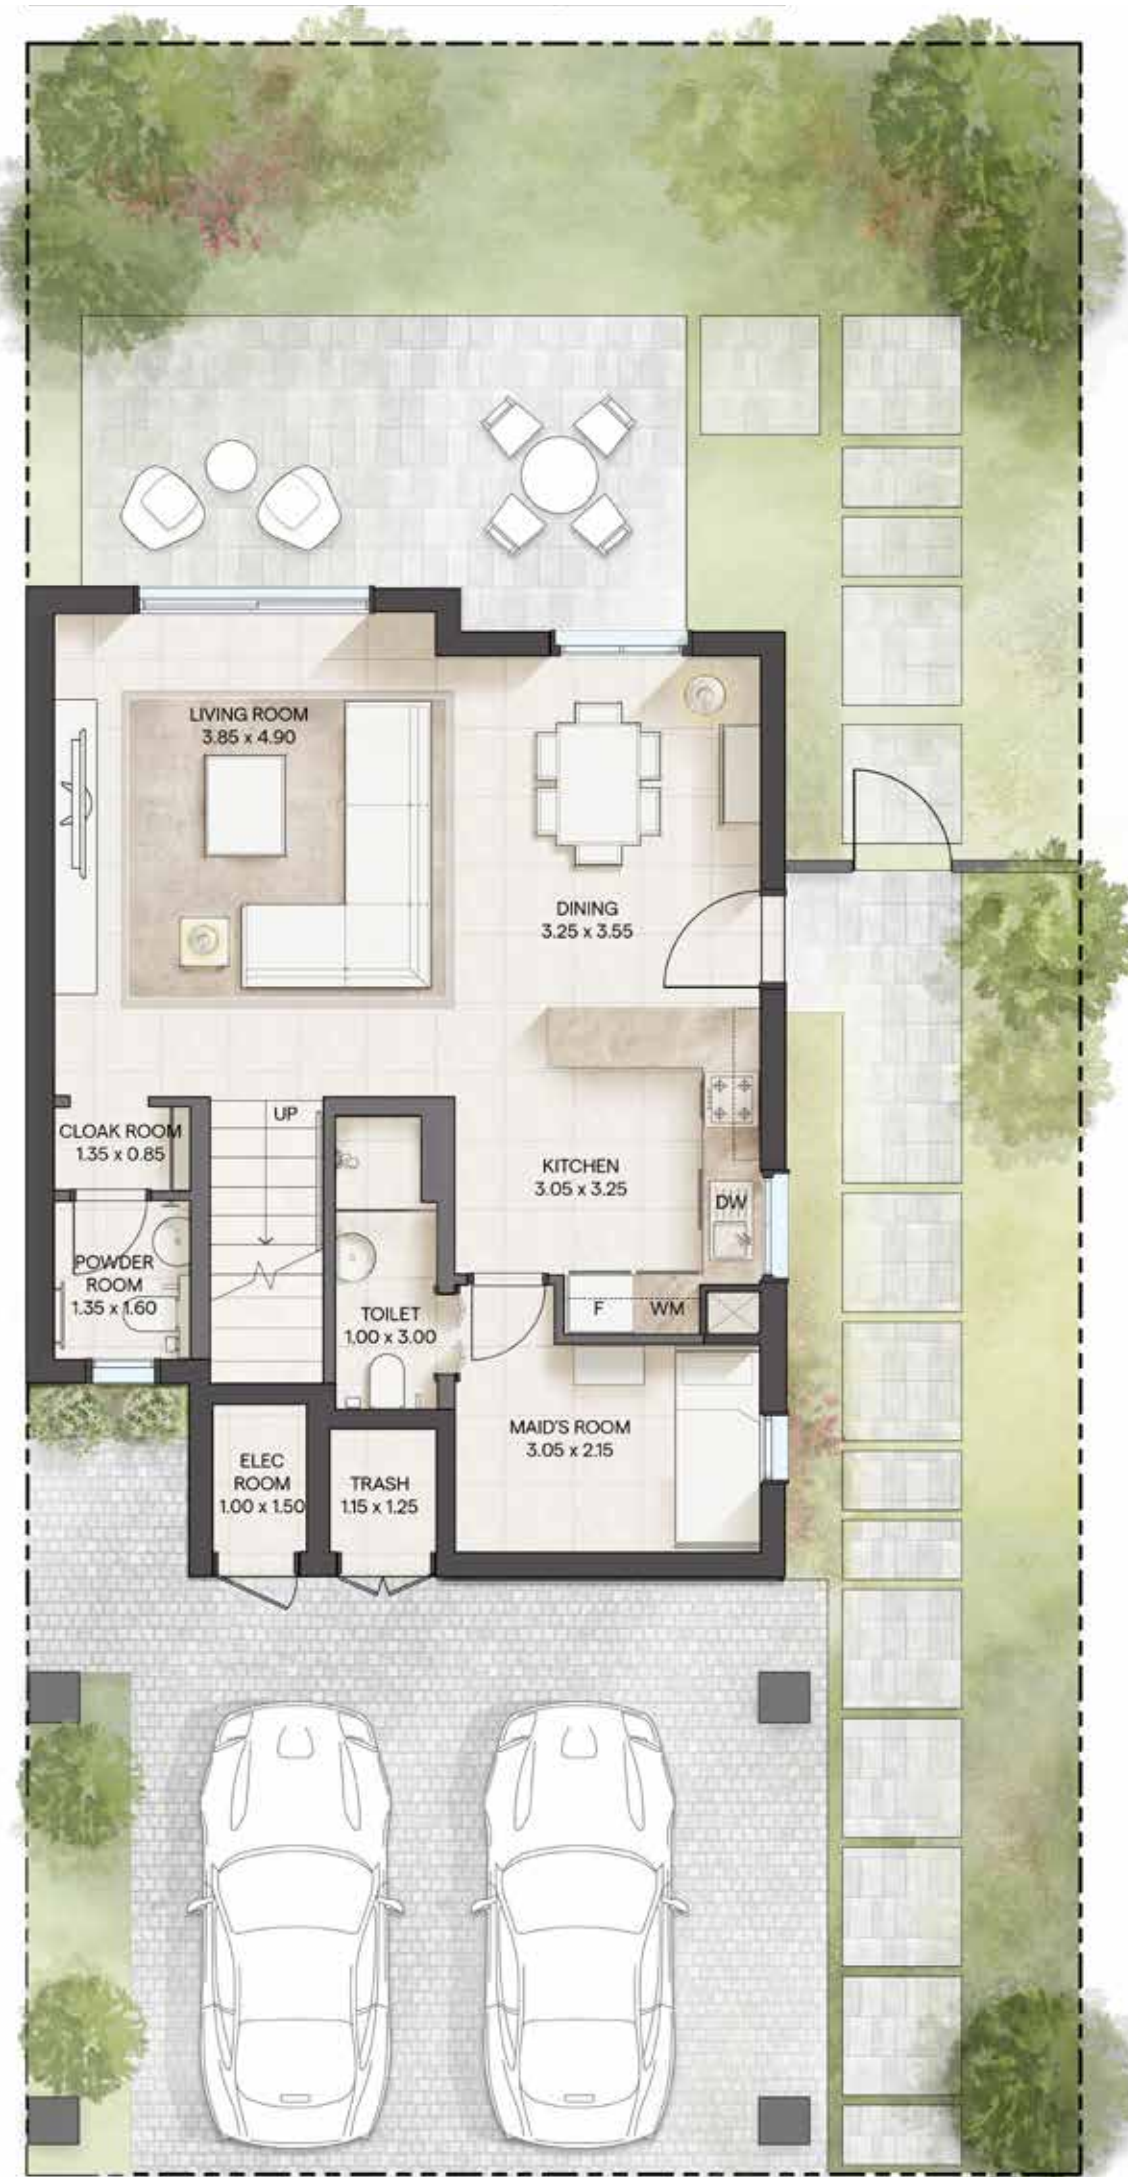 LIVING ROOM
3.85 x 4.90
DINING
3.25 x 3.55
UP
CLOAK ROOM
1.35 x 0.85
KITCHEN
3.05 x 3.25
DW
POWDER
ROOM
1.35 x 1.60
TOILET
1.00 x 3.00
F
WM
MAID'S ROOM
3.05 x 2.15
ELEC
ROOM
1.00 x 1.50
TRASH
1.15 x 1.25